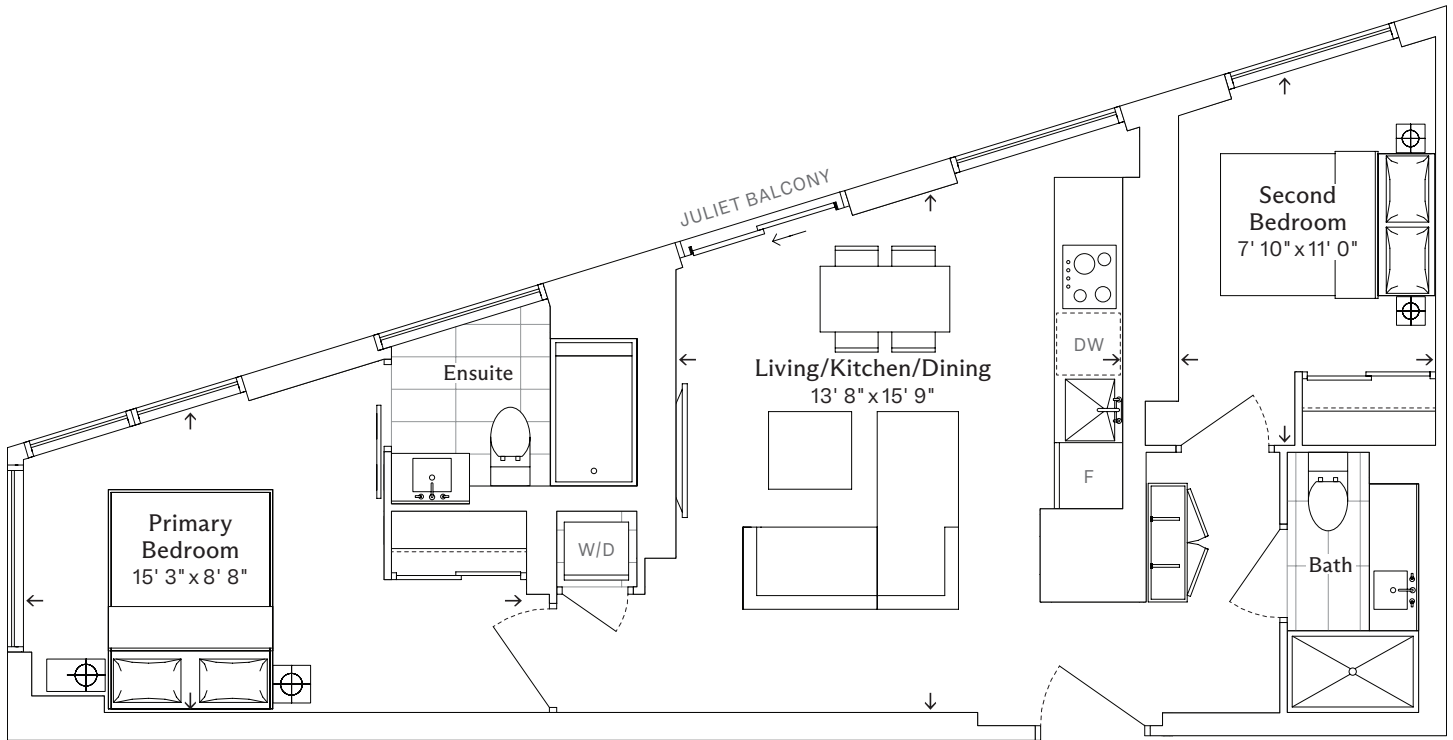 JULIET BALCONY
Second
Bedroom
7' 10" x 11' 0"
DW
Ensuite
Living/Kitchen/Dining
13' 8" x 15' 9"
F
Primary
Bedroom
15' 3" x 8' 8"
W/D
Bath